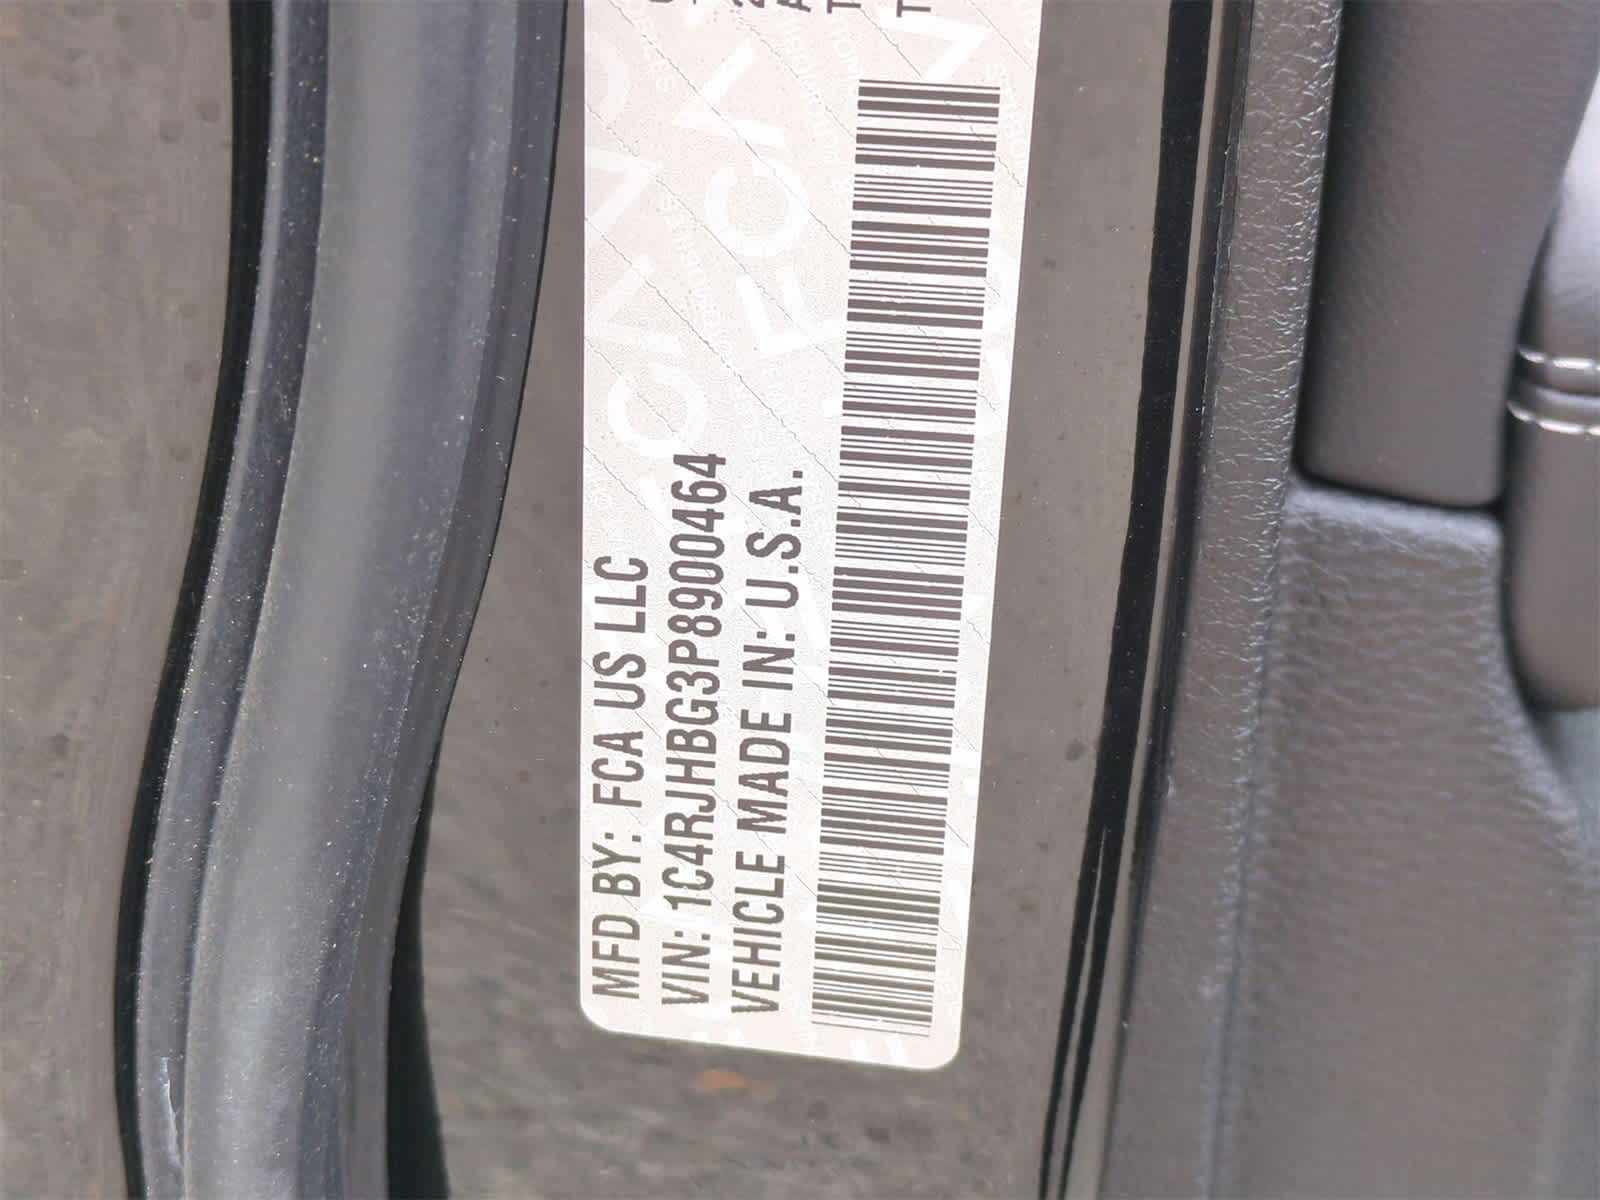 MFD BY: FCA US LLC
VIN: 1C4RJHBG3P8900464
VEHICLE MADE IN: U.S.A.